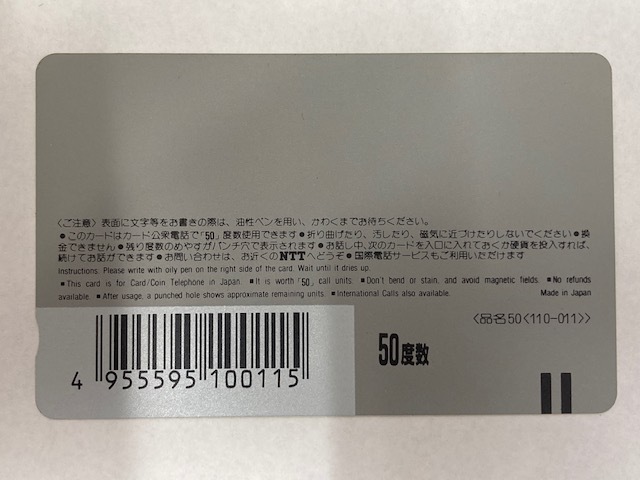 〈ご注意〉表面に文字等をお書きの際は、油性ペンを用い、かわくまでお待ちください。
●このカードはカード公衆電話で「50」度数使用できます●折り曲げたり、汚したり、磁気に近づけたりしないでください●換
金できません●残り度数のめやすがパンチ穴で表示されます●お話し中、次のカードを入口に入れておくか硬貨を投入すれば、
続けてお話ができます●お問い合わせは、お近くのNTTへどうぞ●国際電話サービスもご利用いただけます
Instructions: Please write with oily pen on the right side of the card. Wait until it dries up.
■This card is for Card/Coin Telephone in Japan. ■It is worth「50」call units. ■Don't bend or stain, and avoid magnetic fields. ■No refunds
available. ■After usage, a punched hole shows approximate remaining units. ■International Calls also available. Made in Japan
〈品名50〈110-011〉〉
50度数
4 955595 100115